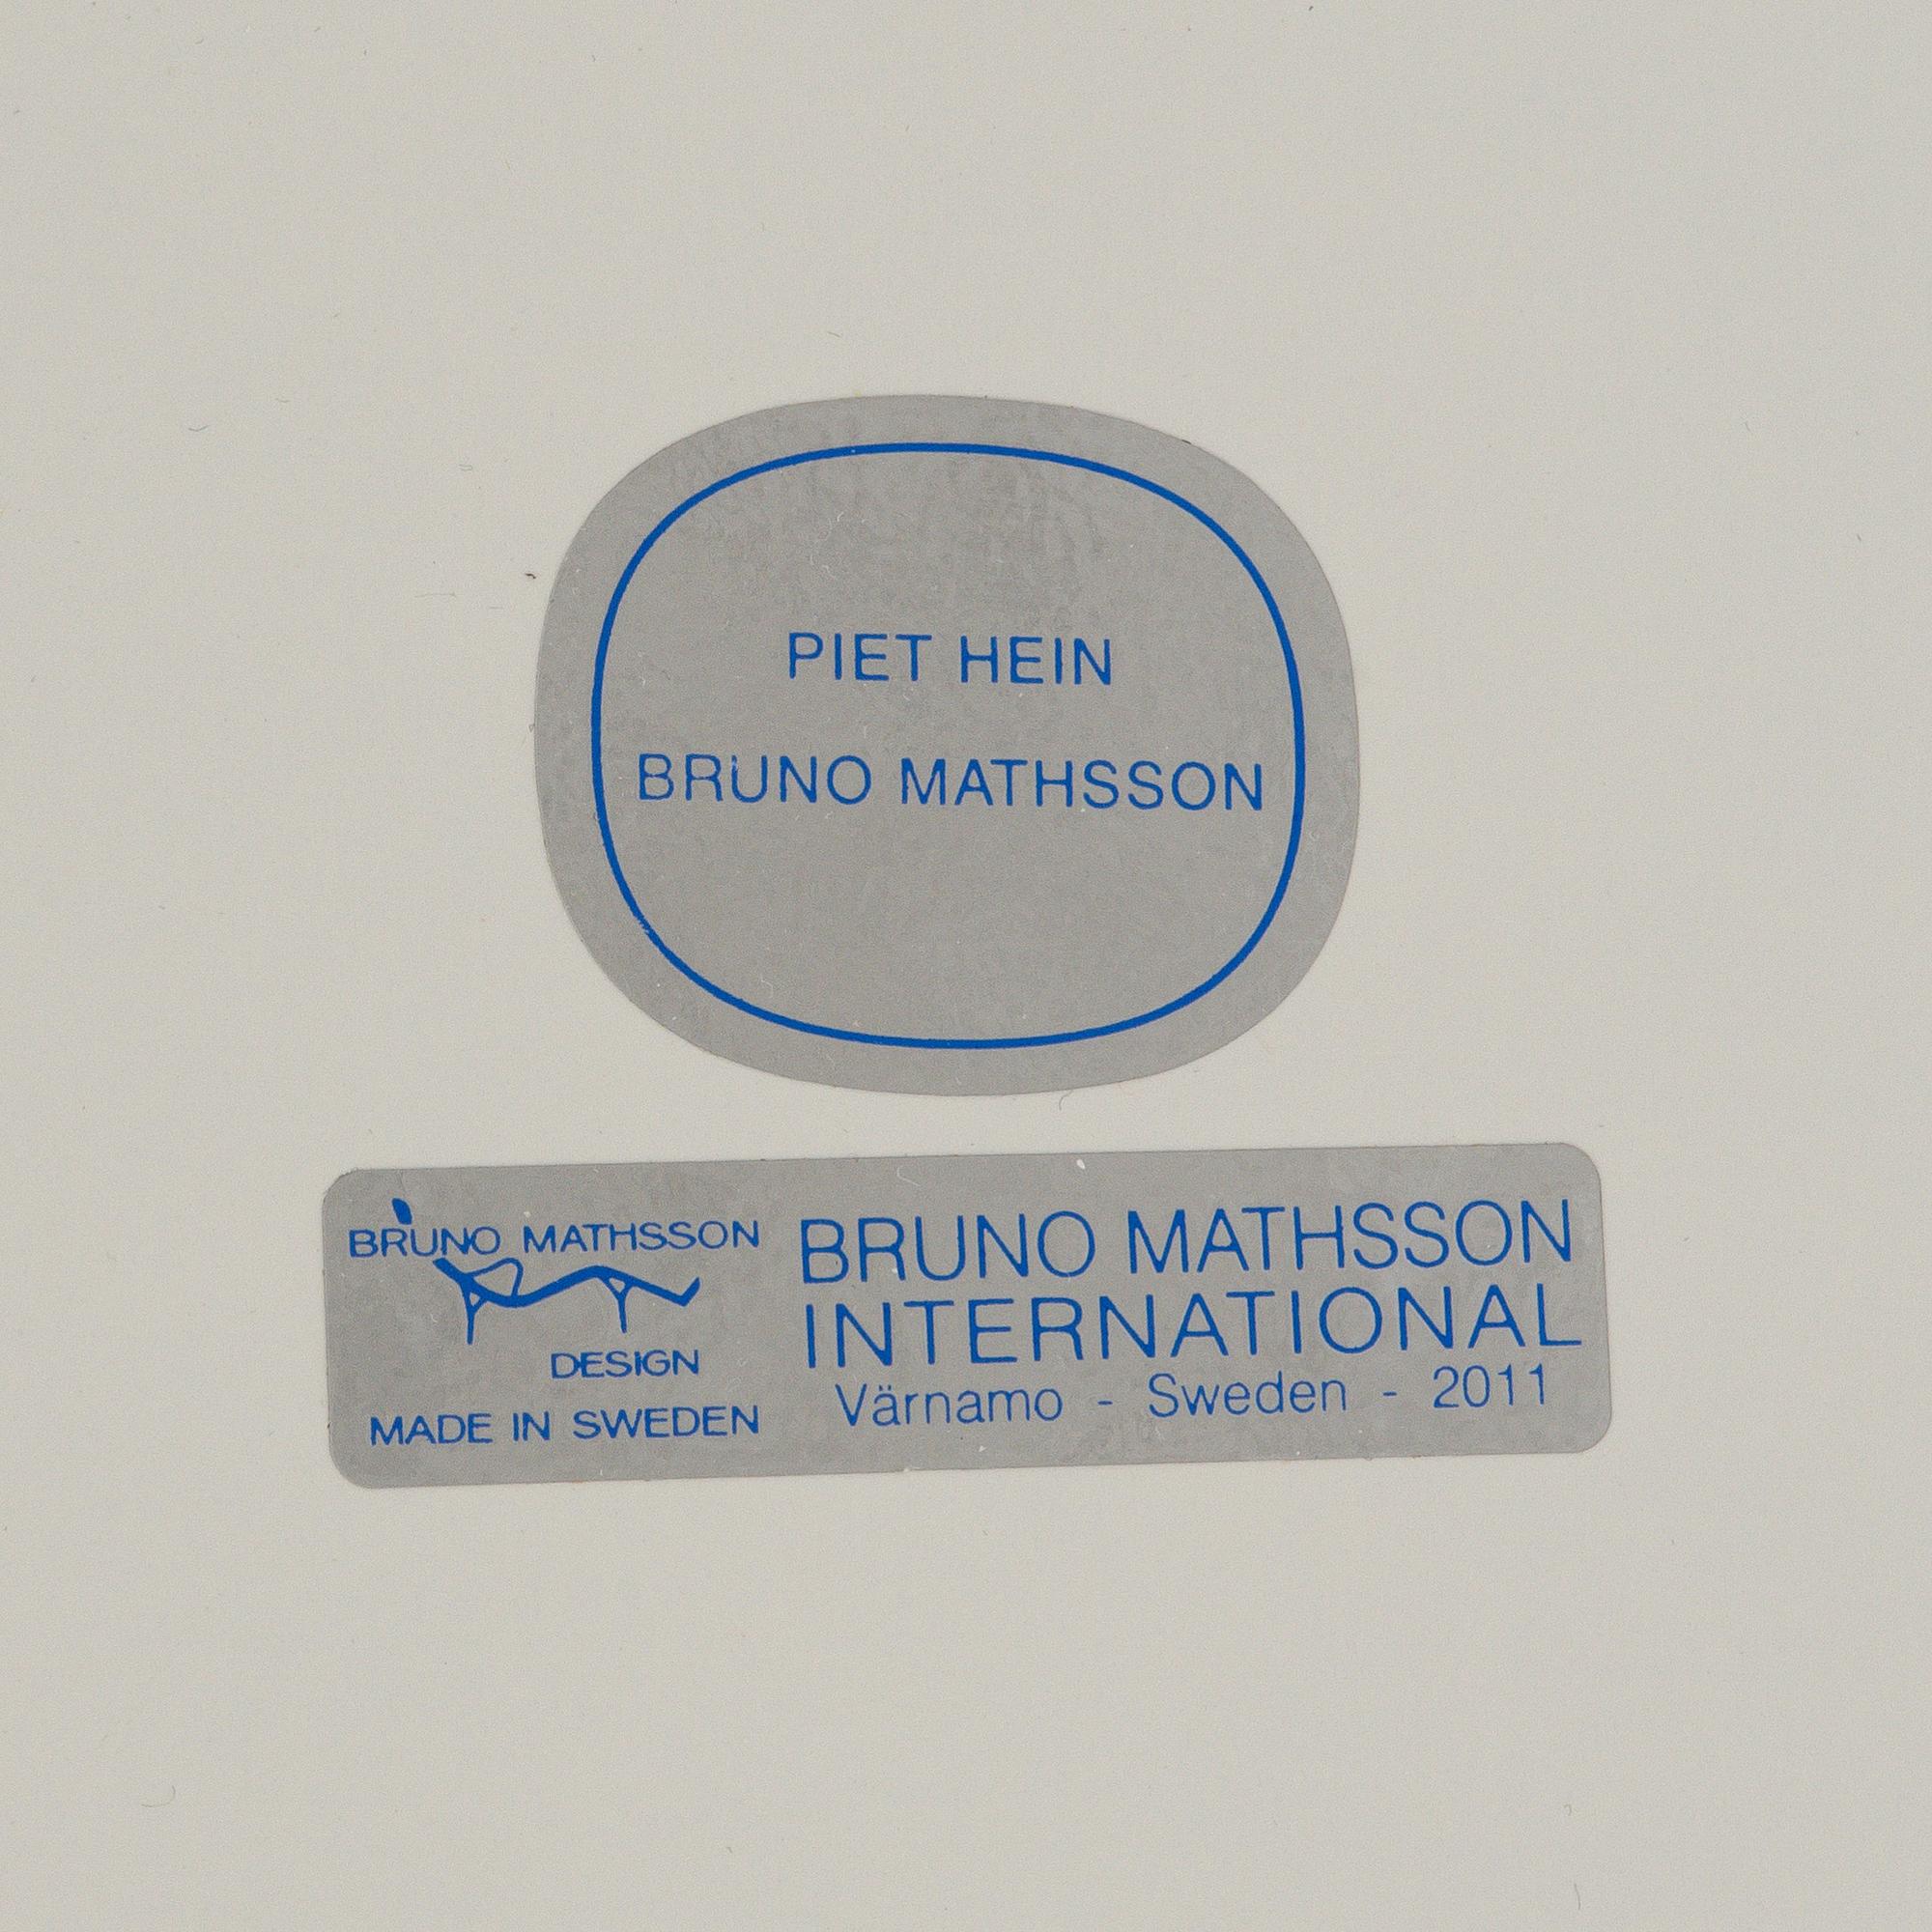 PIET HEIN
BRUNO MATHSSON
BRUNO MATHSSON
DESIGN
MADE IN SWEDEN
BRUNO MATHSSON
INTERNATIONAL
Värnamo - Sweden - 2011